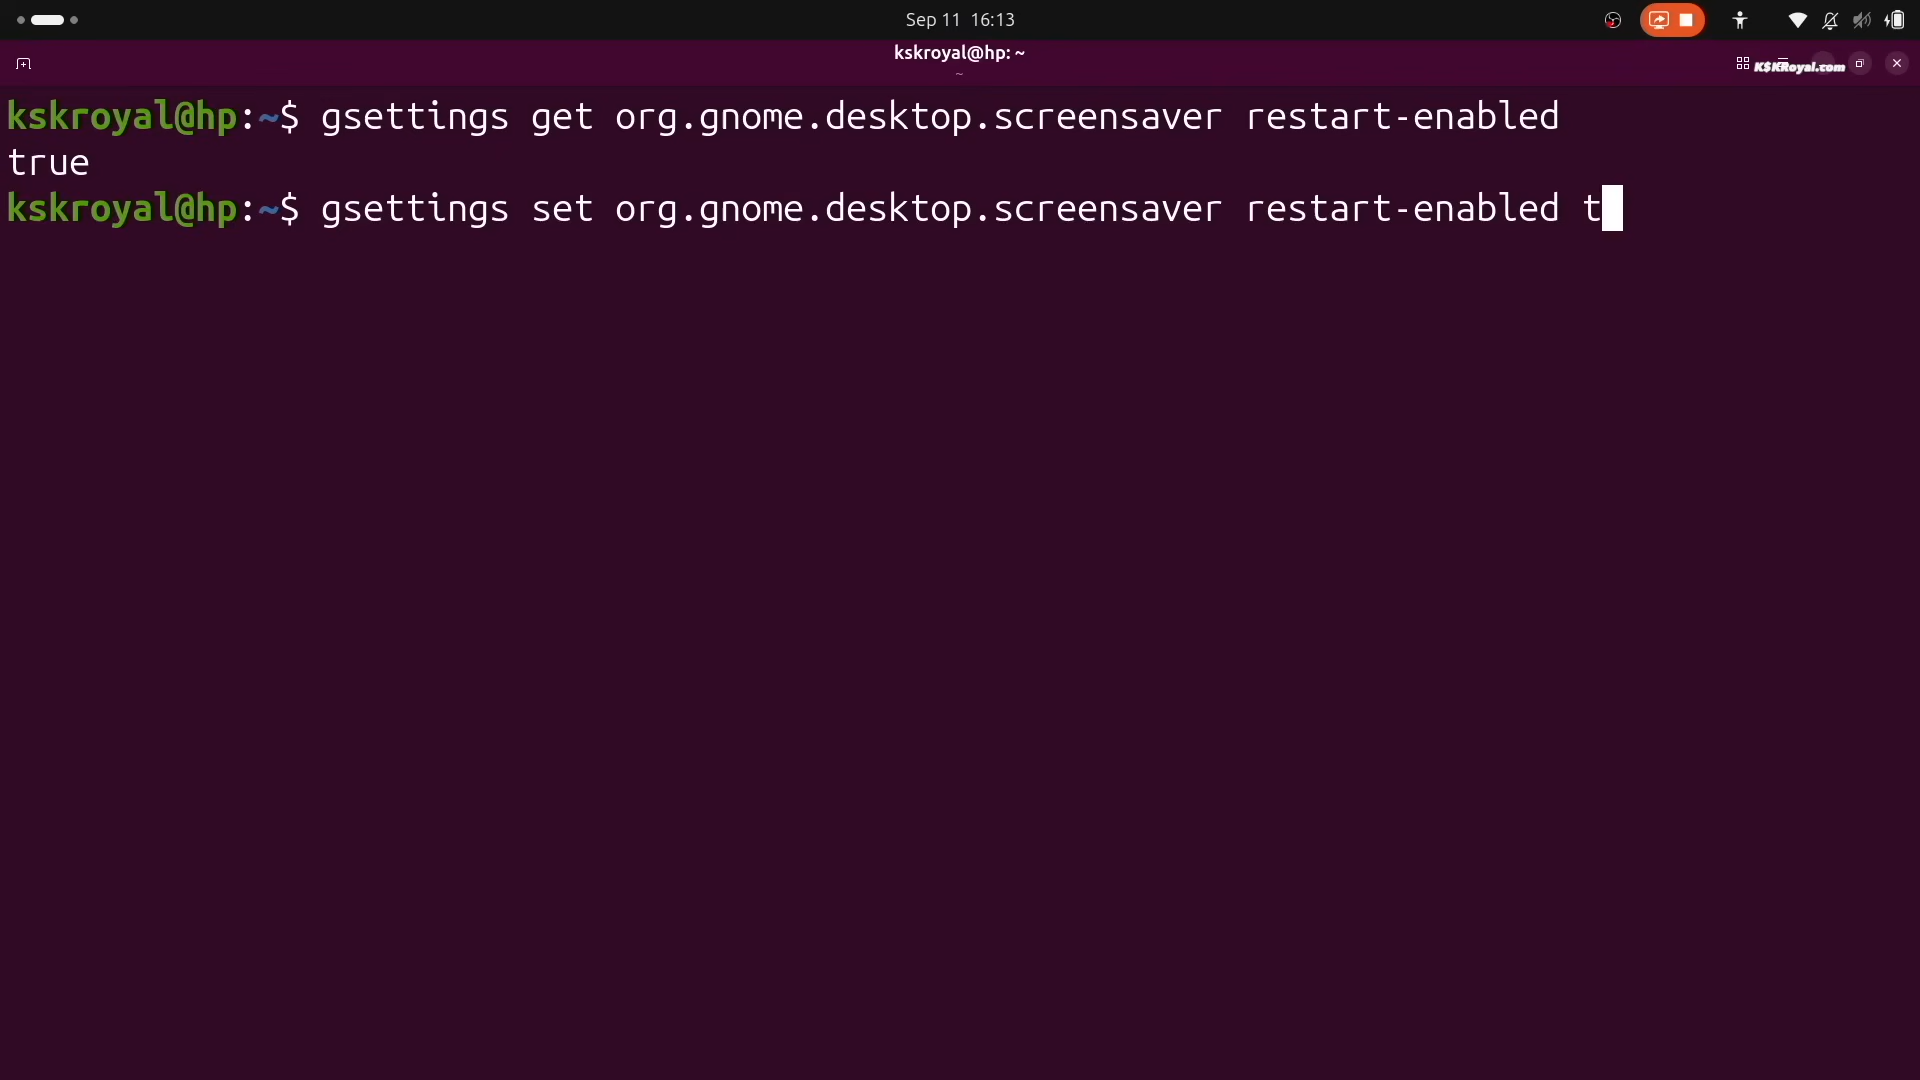 Sep 11 16:13
kskroyal@hp: ~
~
K$KRoyal.com
kskroyal@hp:~$ gsettings get org.gnome.desktop.screensaver restart-enabled
true
kskroyal@hp:~$ gsettings set org.gnome.desktop.screensaver restart-enabled t